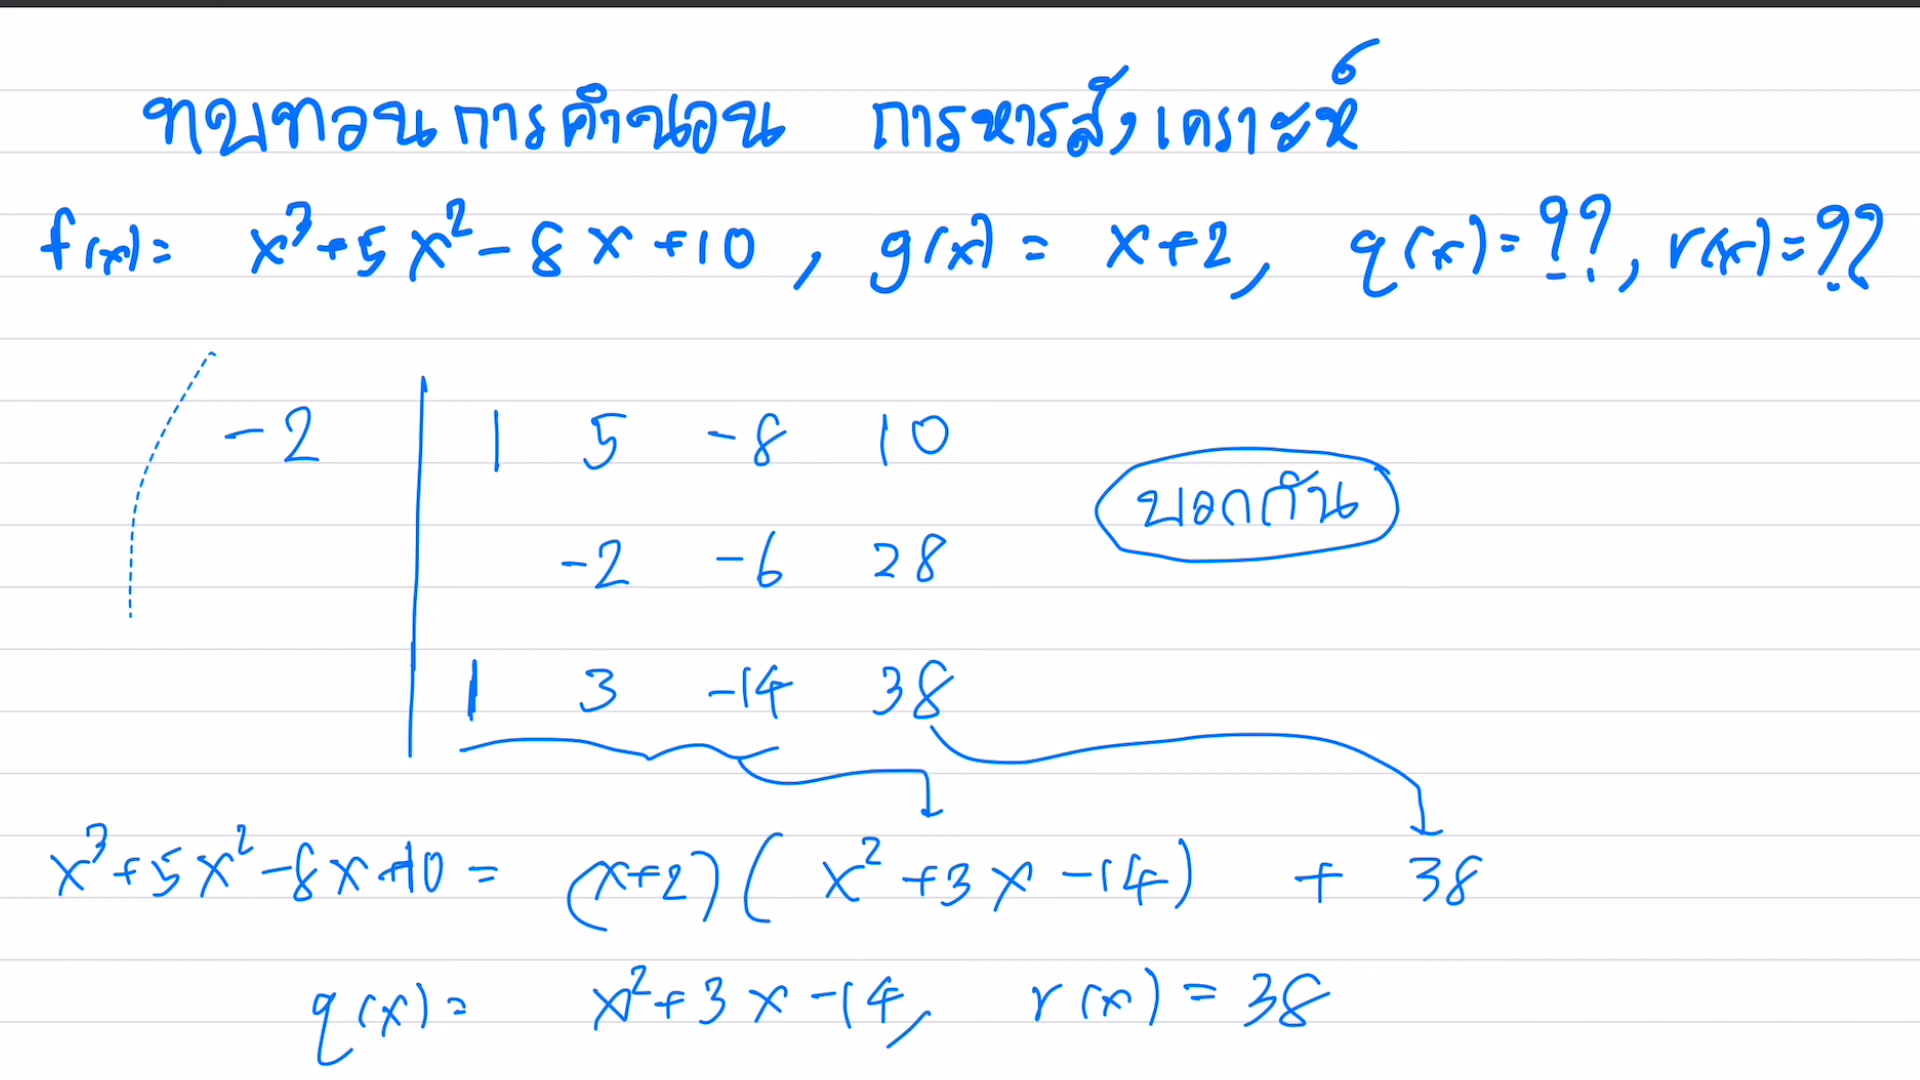 ทบทวนการคำนวน การหารสังเคราะห์
f(x) = x³+5x²-8x+10, g(x) = x+2, q(x)=??, r(x)=??
-2 | 1 5 -8 10
-2 -6 28
บอกกัน
1 3 -14 38
x³+5x²-8x+10 = (x+2)(x²+3x-14) + 38
q(x) = x²+3x-14, r(x) = 38